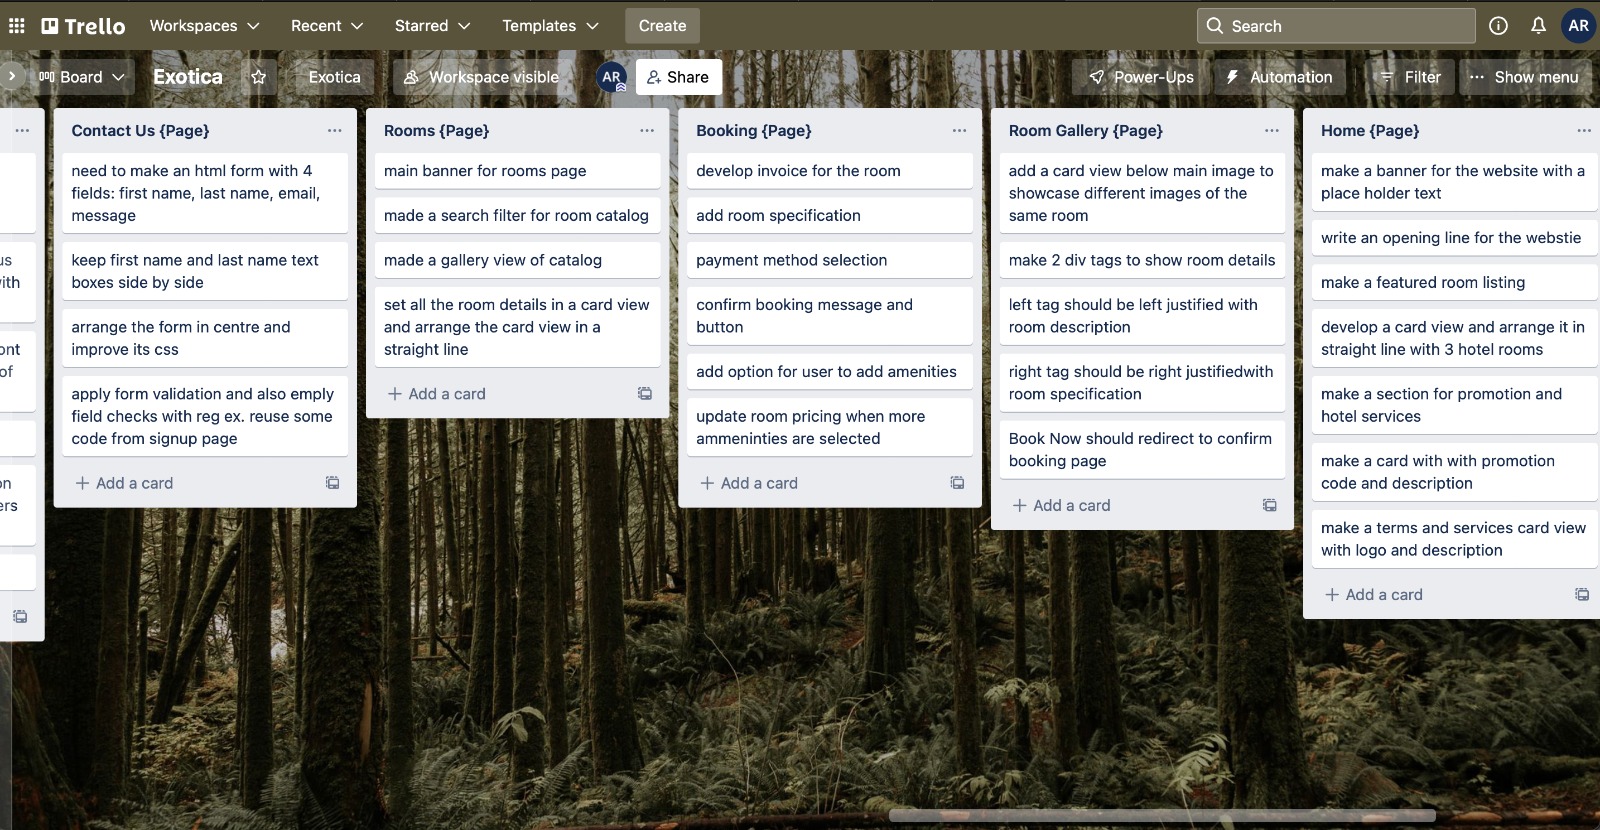 Trello
Workspaces
Recent
Starred
Templates
Create
Search
AR
Board
Exotica
Exotica
Workspace visible
AR
Share
Power-Ups
Automation
Filter
Show menu
us
ith
ont
of
on
ers
Contact Us {Page}
need to make an html form with 4
fields: first name, last name, email,
message
keep first name and last name text
boxes side by side
arrange the form in centre and
improve its css
apply form validation and also emply
field checks with reg ex. reuse some
code from signup page
Add a card
Rooms {Page}
main banner for rooms page
made a search filter for room catalog
made a gallery view of catalog
set all the room details in a card view
and arrange the card view in a
straight line
Add a card
Booking {Page}
develop invoice for the room
add room specification
payment method selection
confirm booking message and
button
add option for user to add amenities
update room pricing when more
ammeninties are selected
Add a card
Room Gallery {Page}
add a card view below main image to
showcase different images of the
same room
make 2 div tags to show room details
left tag should be left justified with
room description
right tag should be right justifiedwith
room specification
Book Now should redirect to confirm
booking page
Add a card
Home {Page}
make a banner for the website with a
place holder text
write an opening line for the webstie
make a featured room listing
develop a card view and arrange it in
straight line with 3 hotel rooms
make a section for promotion and
hotel services
make a card with with promotion
code and description
make a terms and services card view
with logo and description
Add a card